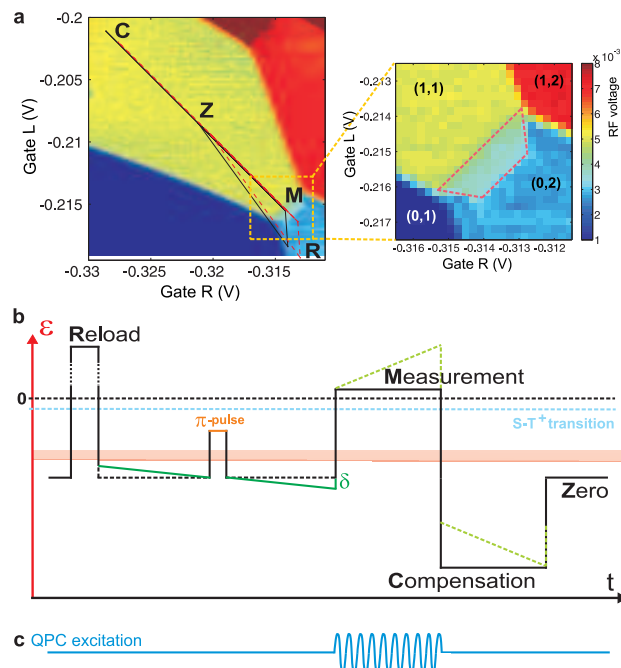 a
-0.2
-0.205
-0.21
-0.215
Gate L (V)
C
Z
M
R
-0.33
-0.325
-0.32
-0.315
Gate R (V)
-0.213
-0.214
-0.215
-0.216
-0.217
Gate L (V)
(1,1)
(1,2)
(0,1)
(0,2)
-0.316
-0.315
-0.314
-0.313
-0.312
Gate R (V)
x 10^-3
8
7
6
5
4
3
2
1
RF voltage
b
ε
Reload
0
Measurement
π-pulse
S-T+transition
δ
Zero
Compensation
t
c QPC excitation